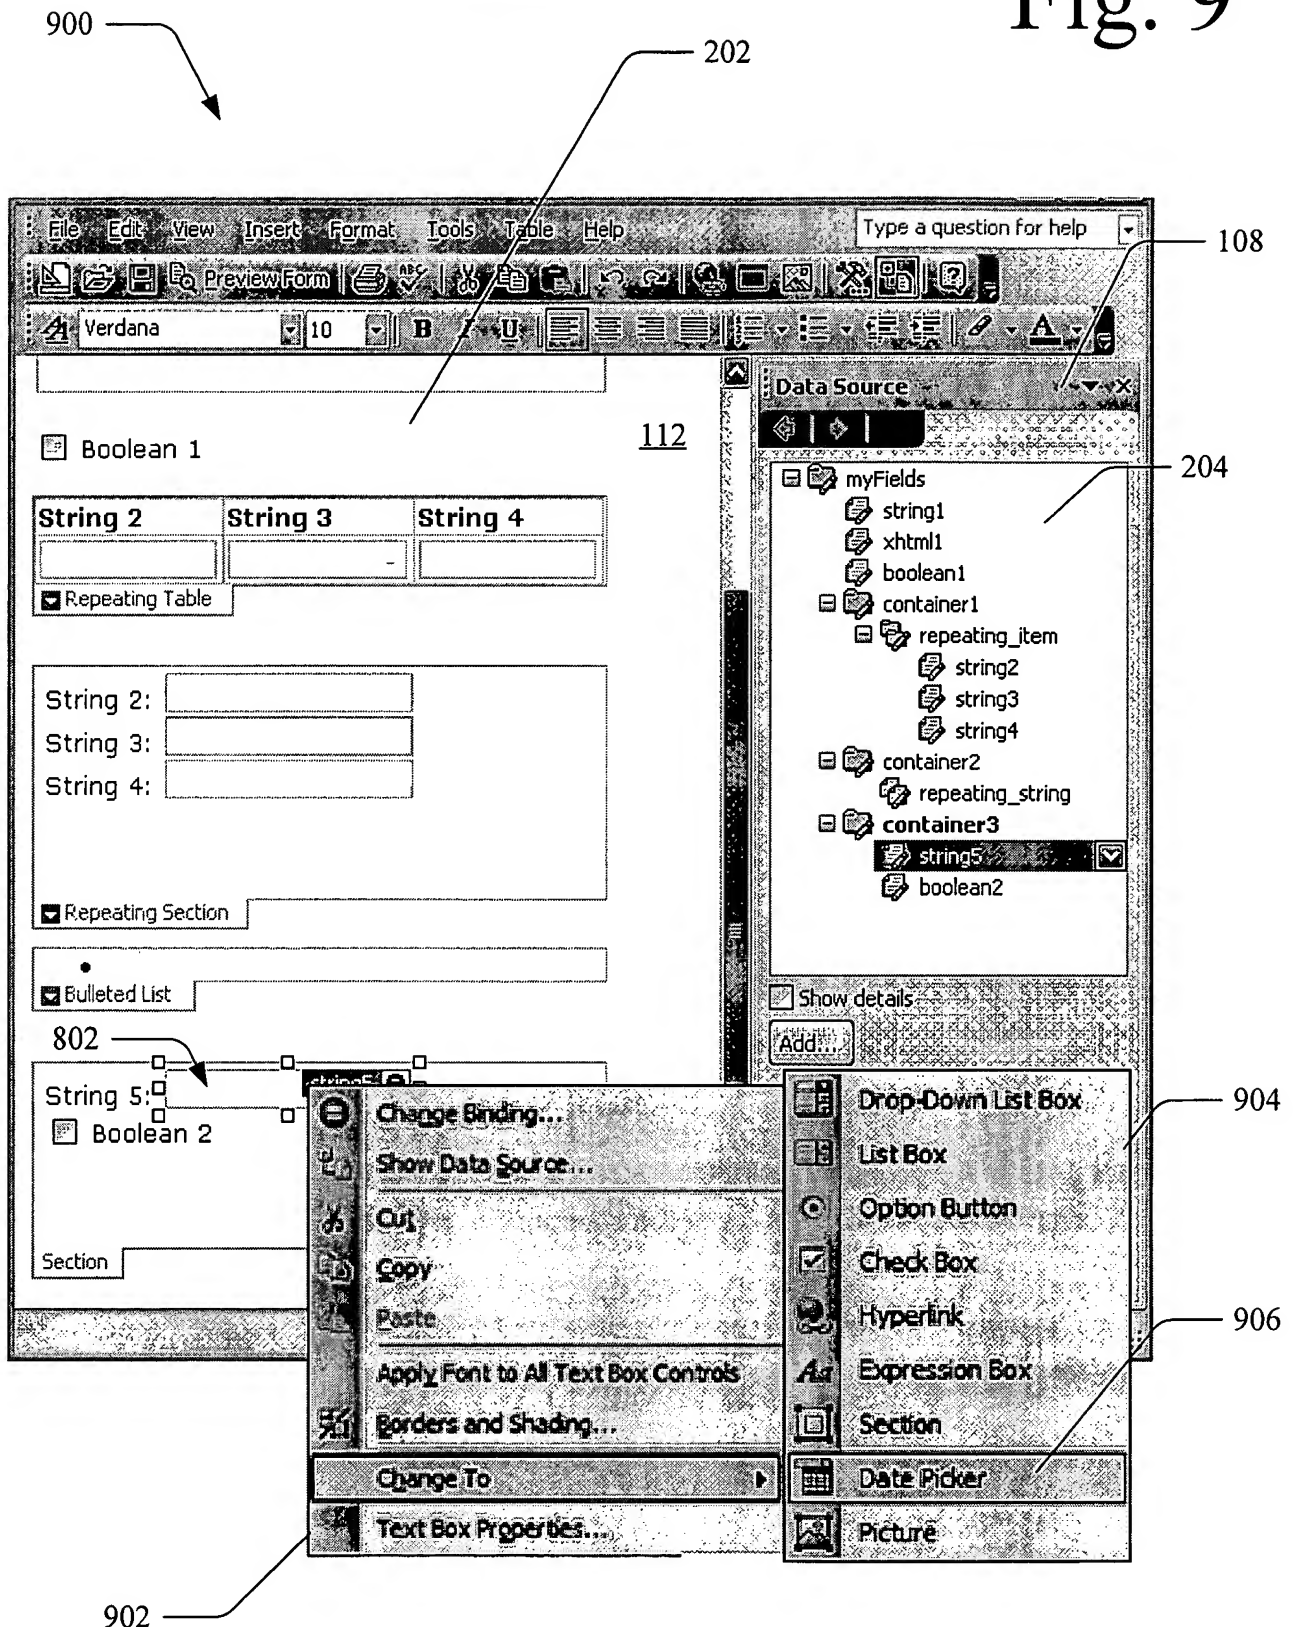 Fig. 9
900
202
File Edit View Insert Format Tools Table Help
Type a question for help
108
Preview Form
ABC
Verdana
10
B I U
A
Data Source
112
Boolean 1
204
myFields
string1
xhtml1
boolean1
container1
repeating_item
string2
string3
string4
container2
repeating_string
container3
string5
boolean2
String 2 String 3 String 4
Repeating Table
String 2:
String 3:
String 4:
Repeating Section
Bulleted List
Show details
Add...
802
String 5:
string5
Boolean 2
Section
Change Binding...
Show Data Source...
Cut
Copy
Paste
Apply Font to All Text Box Controls
Borders and Shading...
Change To
Text Box Properties...
Drop-Down List Box
List Box
Option Button
Check Box
Hyperlink
Expression Box
Section
Date Picker
Picture
904
906
902